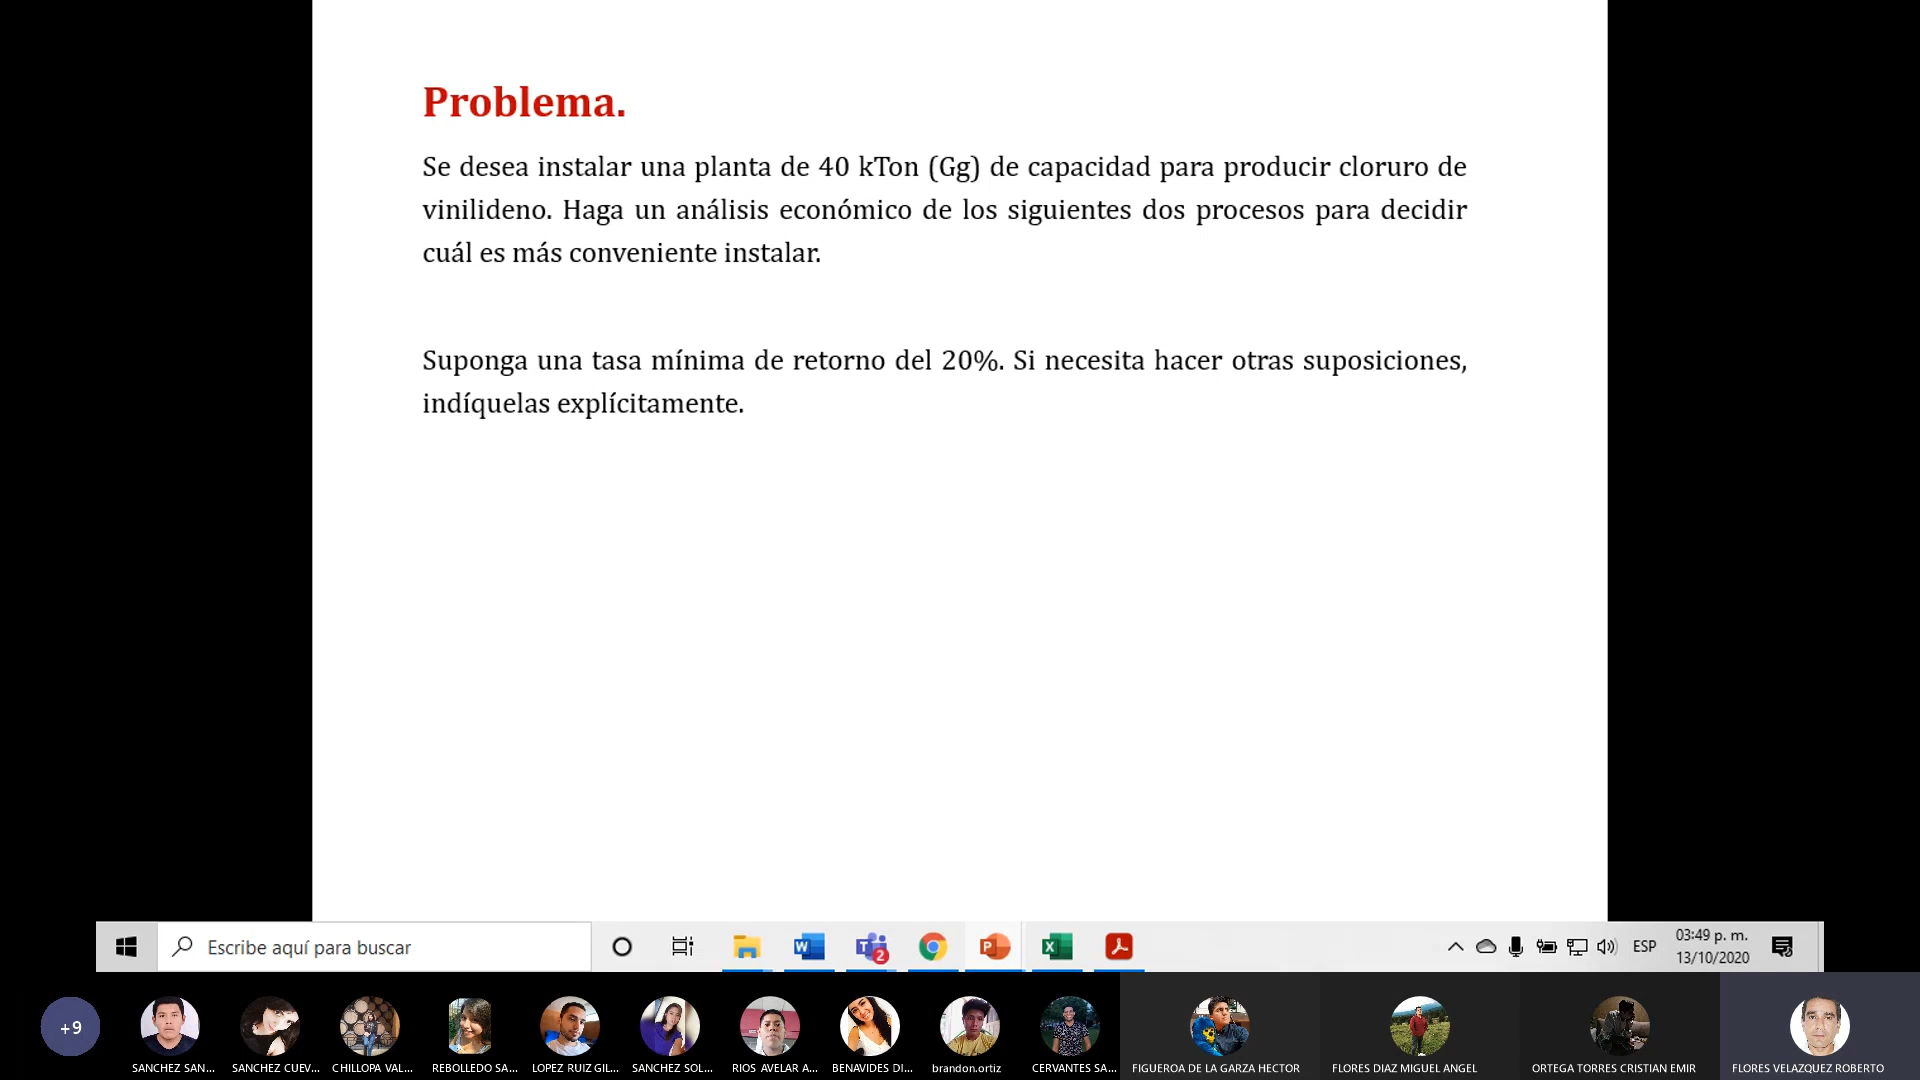 Problema.
Se desea instalar una planta de 40 kTon (Gg) de capacidad para producir cloruro de
vinilideno. Haga un análisis económico de los siguientes dos procesos para decidir
cuál es más conveniente instalar.
Suponga una tasa mínima de retorno del 20%. Si necesita hacer otras suposiciones,
indíquelas explícitamente.
Escribe aquí para buscar
2
ESP
03:49 p. m.
13/10/2020
+9
SANCHEZ SAN...
SANCHEZ CUEV...
CHILLOPA VAL...
REBOLLEDO SA...
LOPEZ RUIZ GIL...
SANCHEZ SOL...
RIOS AVELAR A...
BENAVIDES DI...
brandon.ortiz
CERVANTES SA...
FIGUEROA DE LA GARZA HECTOR
FLORES DIAZ MIGUEL ANGEL
ORTEGA TORRES CRISTIAN EMIR
FLORES VELAZQUEZ ROBERTO